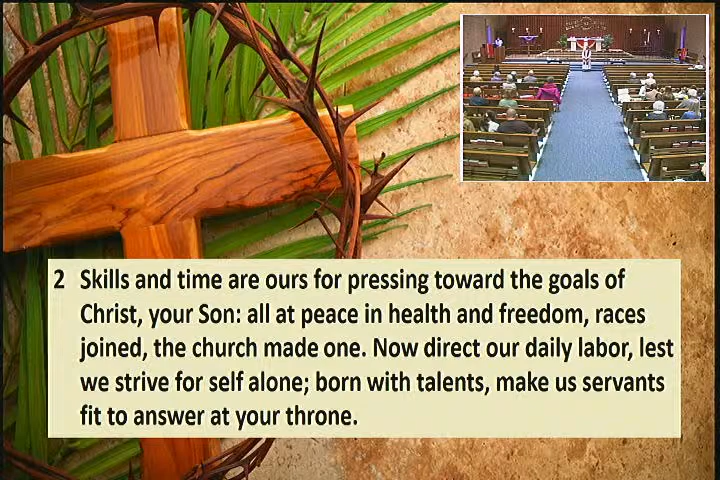 2 Skills and time are ours for pressing toward the goals of
Christ, your Son: all at peace in health and freedom, races
joined, the church made one. Now direct our daily labor, lest
we strive for self alone; born with talents, make us servants
fit to answer at your throne.